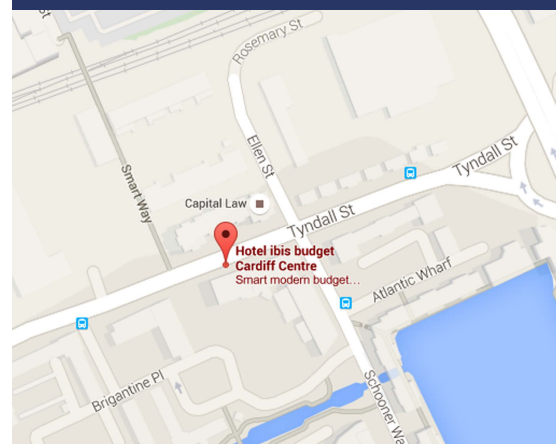 St
Rosemary St
Ellen St
Tyndall St
Smart Way
Capital Law
Tyndall St
Hotel ibis budget
Cardiff Centre
Smart modern budget…
Atlantic Wharf
Brigantine Pl
Schooner Wa